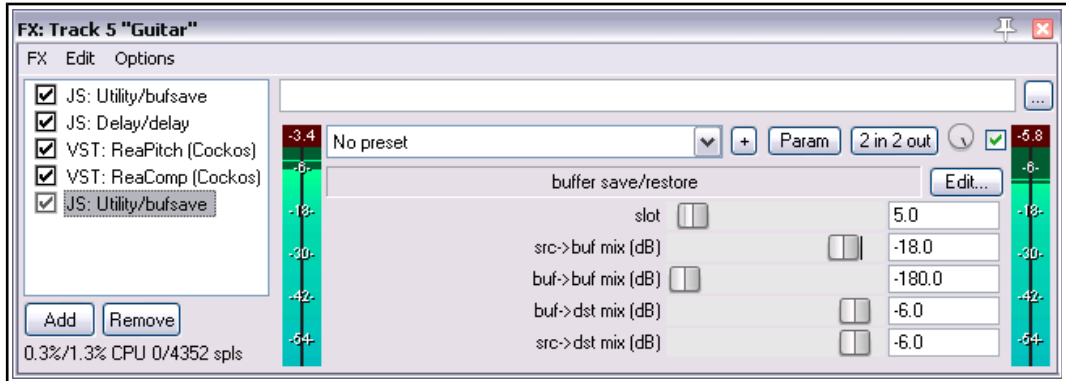 FX: Track 5 "Guitar"
FX Edit Options
JS: Utility/bufsave
JS: Delay/delay
VST: ReaPitch (Cockos)
VST: ReaComp (Cockos)
JS: Utility/bufsave
Add Remove
0.3%/1.3% CPU 0/4352 spls
...
-3.4 No preset + Param 2 in 2 out -5.8
buffer save/restore Edit...
slot 5.0
src->buf mix (dB) -18.0
buf->buf mix (dB) -180.0
buf->dst mix (dB) -6.0
src->dst mix (dB) -6.0
-6-
-18-
-30-
-42-
-54-
-6-
-18-
-30-
-42-
-54-